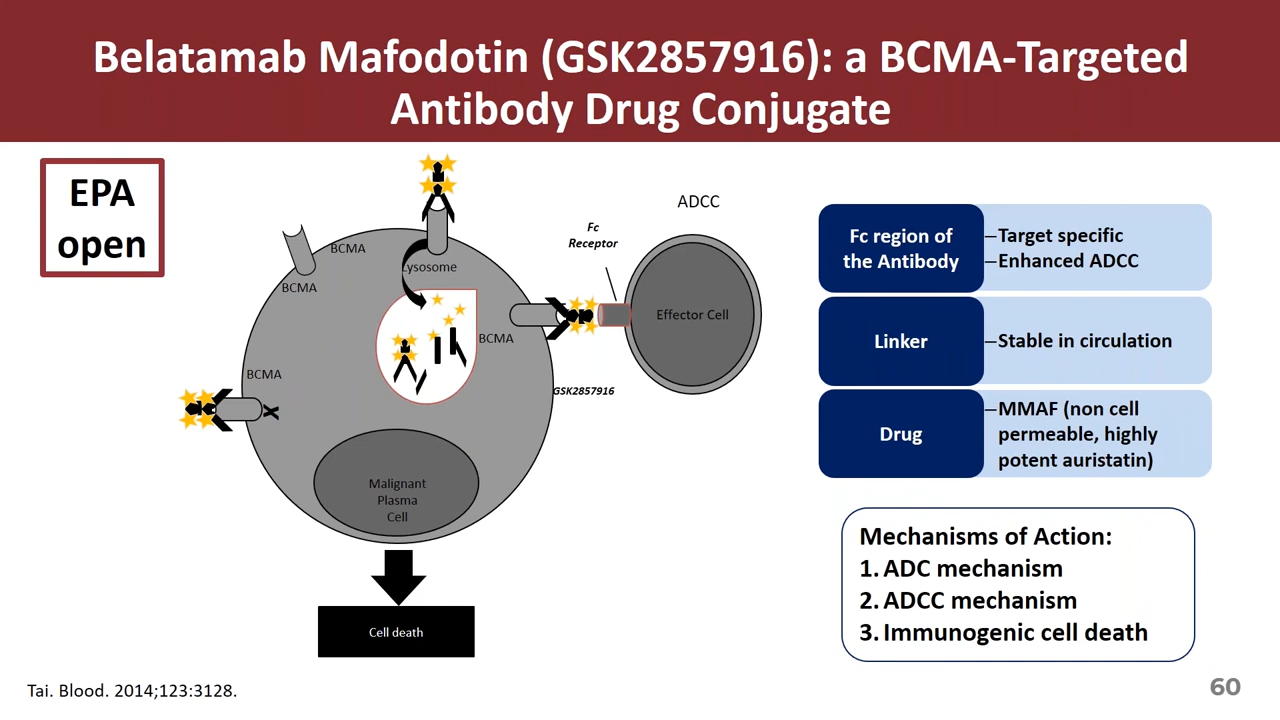 Belatamab Mafodotin (GSK2857916): a BCMA-Targeted
Antibody Drug Conjugate
EPA
open
BCMA
BCMA
Lysosome
BCMA
BCMA
Fc
Receptor
ADCC
Effector Cell
GSK2857916
Malignant
Plasma
Cell
Cell death
Fc region of
the Antibody
–Target specific
–Enhanced ADCC
Linker
–Stable in circulation
Drug
–MMAF (non cell
permeable, highly
potent auristatin)
Mechanisms of Action:
1. ADC mechanism
2. ADCC mechanism
3. Immunogenic cell death
Tai. Blood. 2014;123:3128.
60